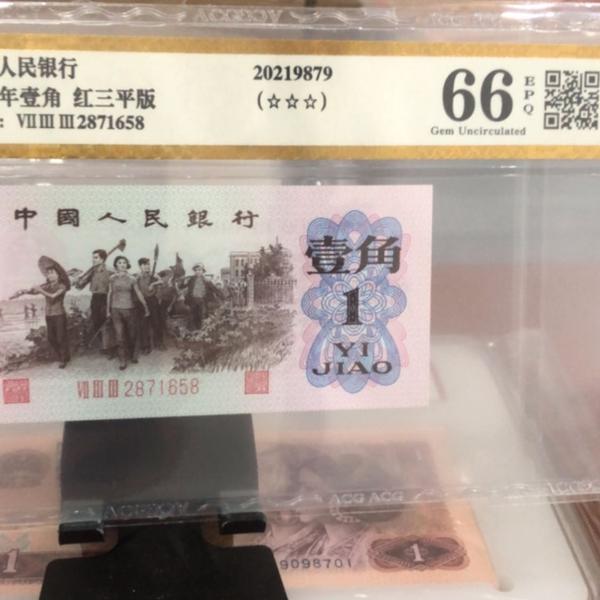 人民银行
年壹角 红三平版
: VII III III 2871658
20219879
(☆☆☆)
66
EPQ
Gem Uncirculated
中國人民銀行
壹角
1
YI
JIAO
VII III III 2871658
ACG ACG
1
9098701
1